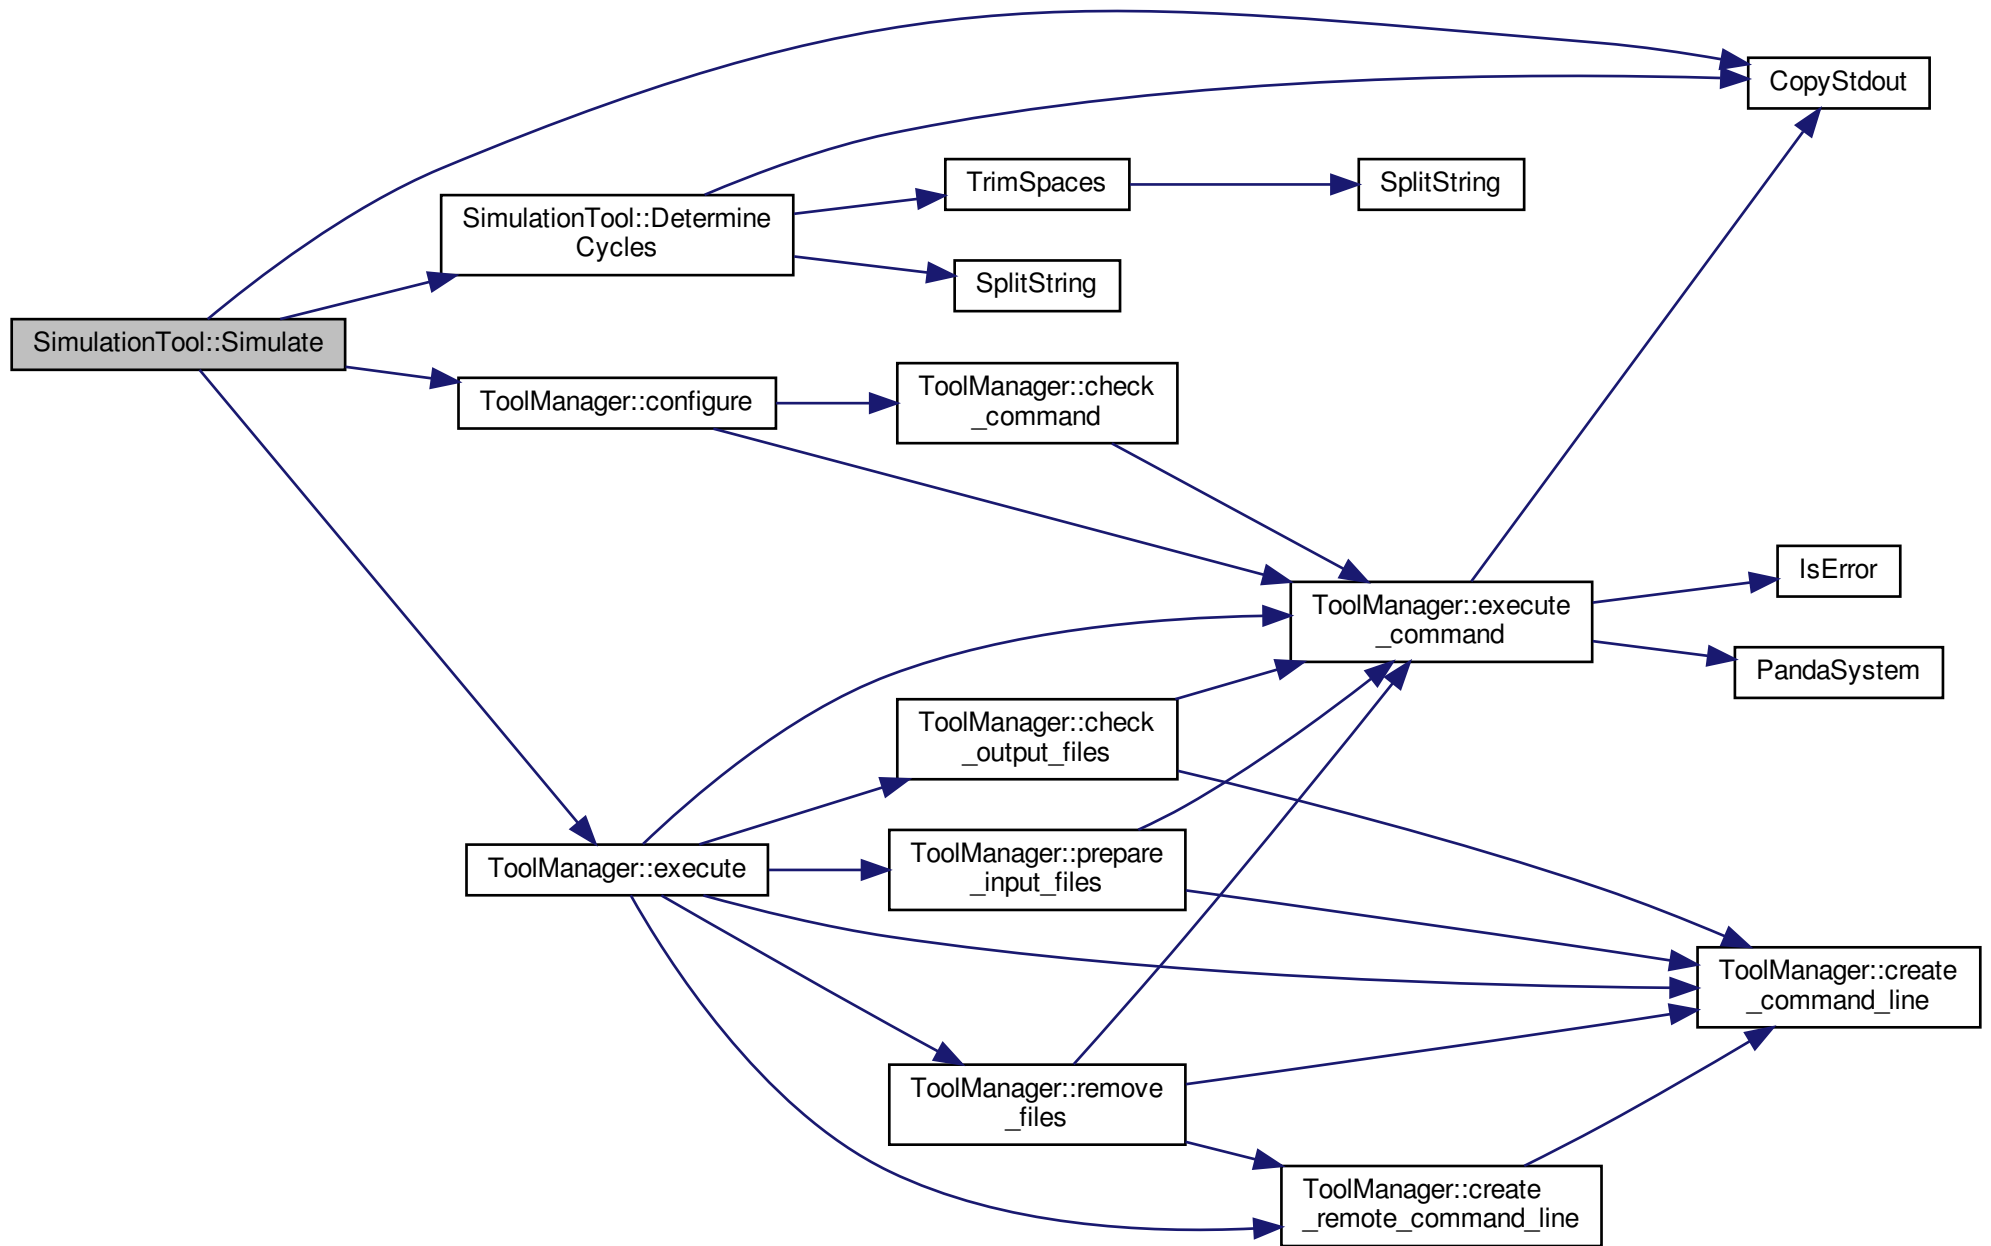 CopyStdout
TrimSpaces
SplitString
SimulationTool::Determine
Cycles
SplitString
SimulationTool::Simulate
ToolManager::configure
ToolManager::check
_command
IsError
ToolManager::execute
_command
PandaSystem
ToolManager::check
_output_files
ToolManager::execute
ToolManager::prepare
_input_files
ToolManager::create
_command_line
ToolManager::remove
_files
ToolManager::create
_remote_command_line